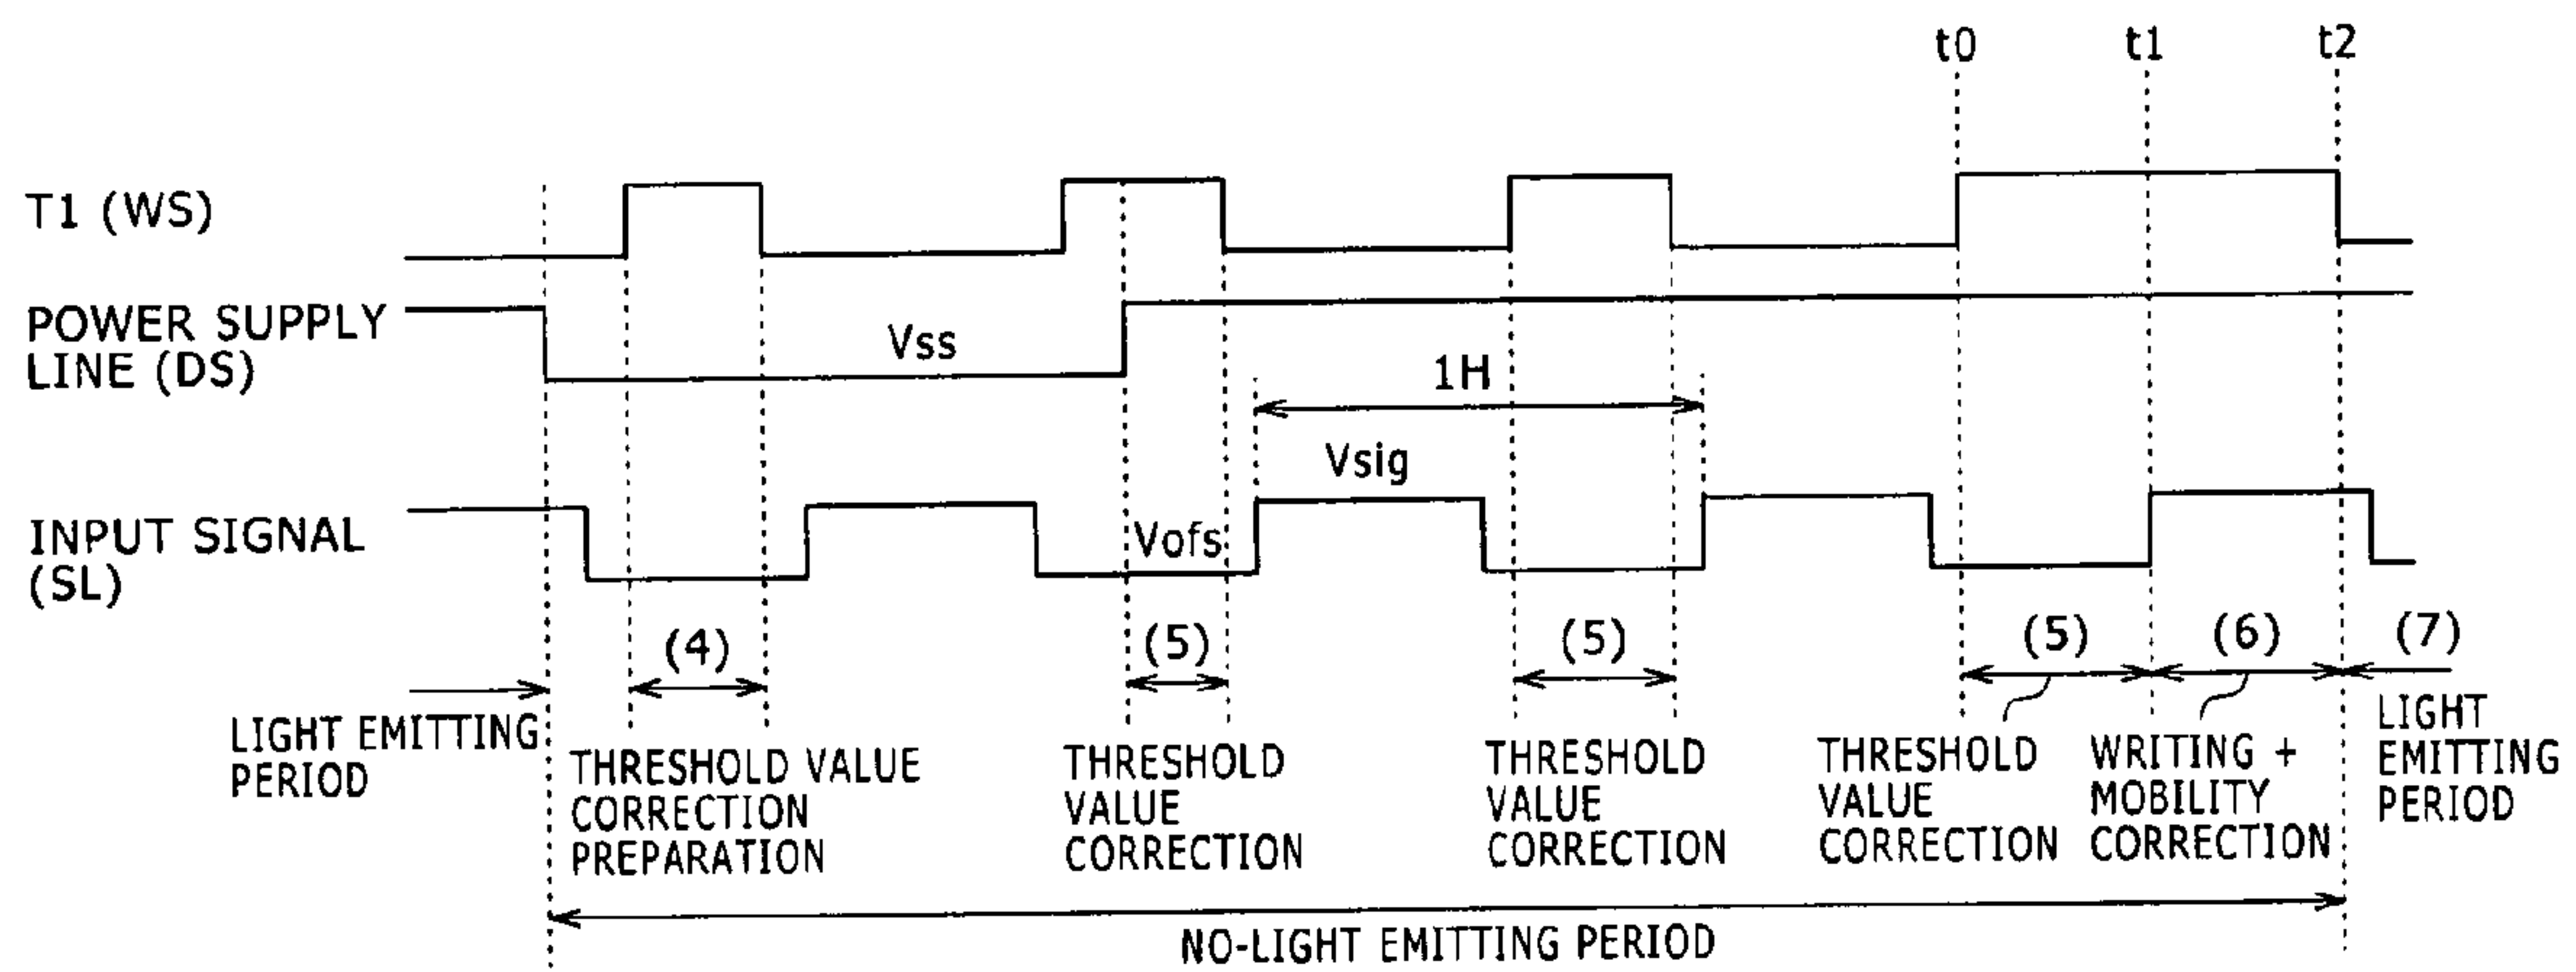 t0 t1 t2
T1 (WS)
POWER SUPPLY
LINE (DS)
Vss
1H
Vsig
INPUT SIGNAL
(SL)
Vofs
(4) (5) (5) (5) (6) (7)
LIGHT EMITTING
PERIOD
THRESHOLD VALUE
CORRECTION
PREPARATION
THRESHOLD
VALUE
CORRECTION
THRESHOLD
VALUE
CORRECTION
THRESHOLD
VALUE
CORRECTION
WRITING +
MOBILITY
CORRECTION
LIGHT
EMITTING
PERIOD
NO-LIGHT EMITTING PERIOD